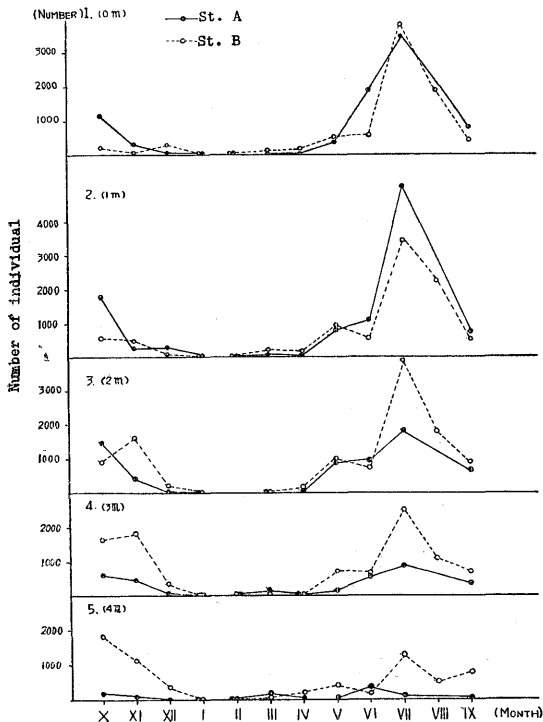 (NUMBER)1. (0 m)
St. A
St. B
3000
2000
1000
2. (1 m)
4000
3000
2000
1000
3. (2 m)
3000
2000
1000
4. (3 m)
2000
1000
5. (4 m)
2000
1000
Number of individual
X XI XII I II III IV V VI VII VIII IX (MONTH)